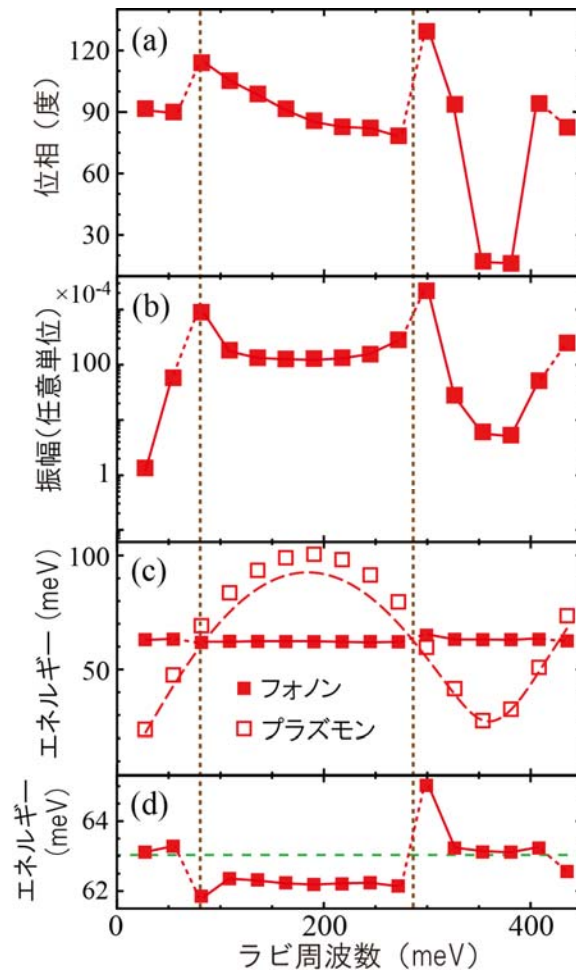 (a)
120
90
60
30
位相（度）
(b)
×10⁻⁴
100
1
振幅(任意単位)
(c)
100
50
エネルギー (meV)
フォノン
プラズモン
(d)
64
62
エネルギー
(meV)
0
200
400
ラビ周波数（meV）